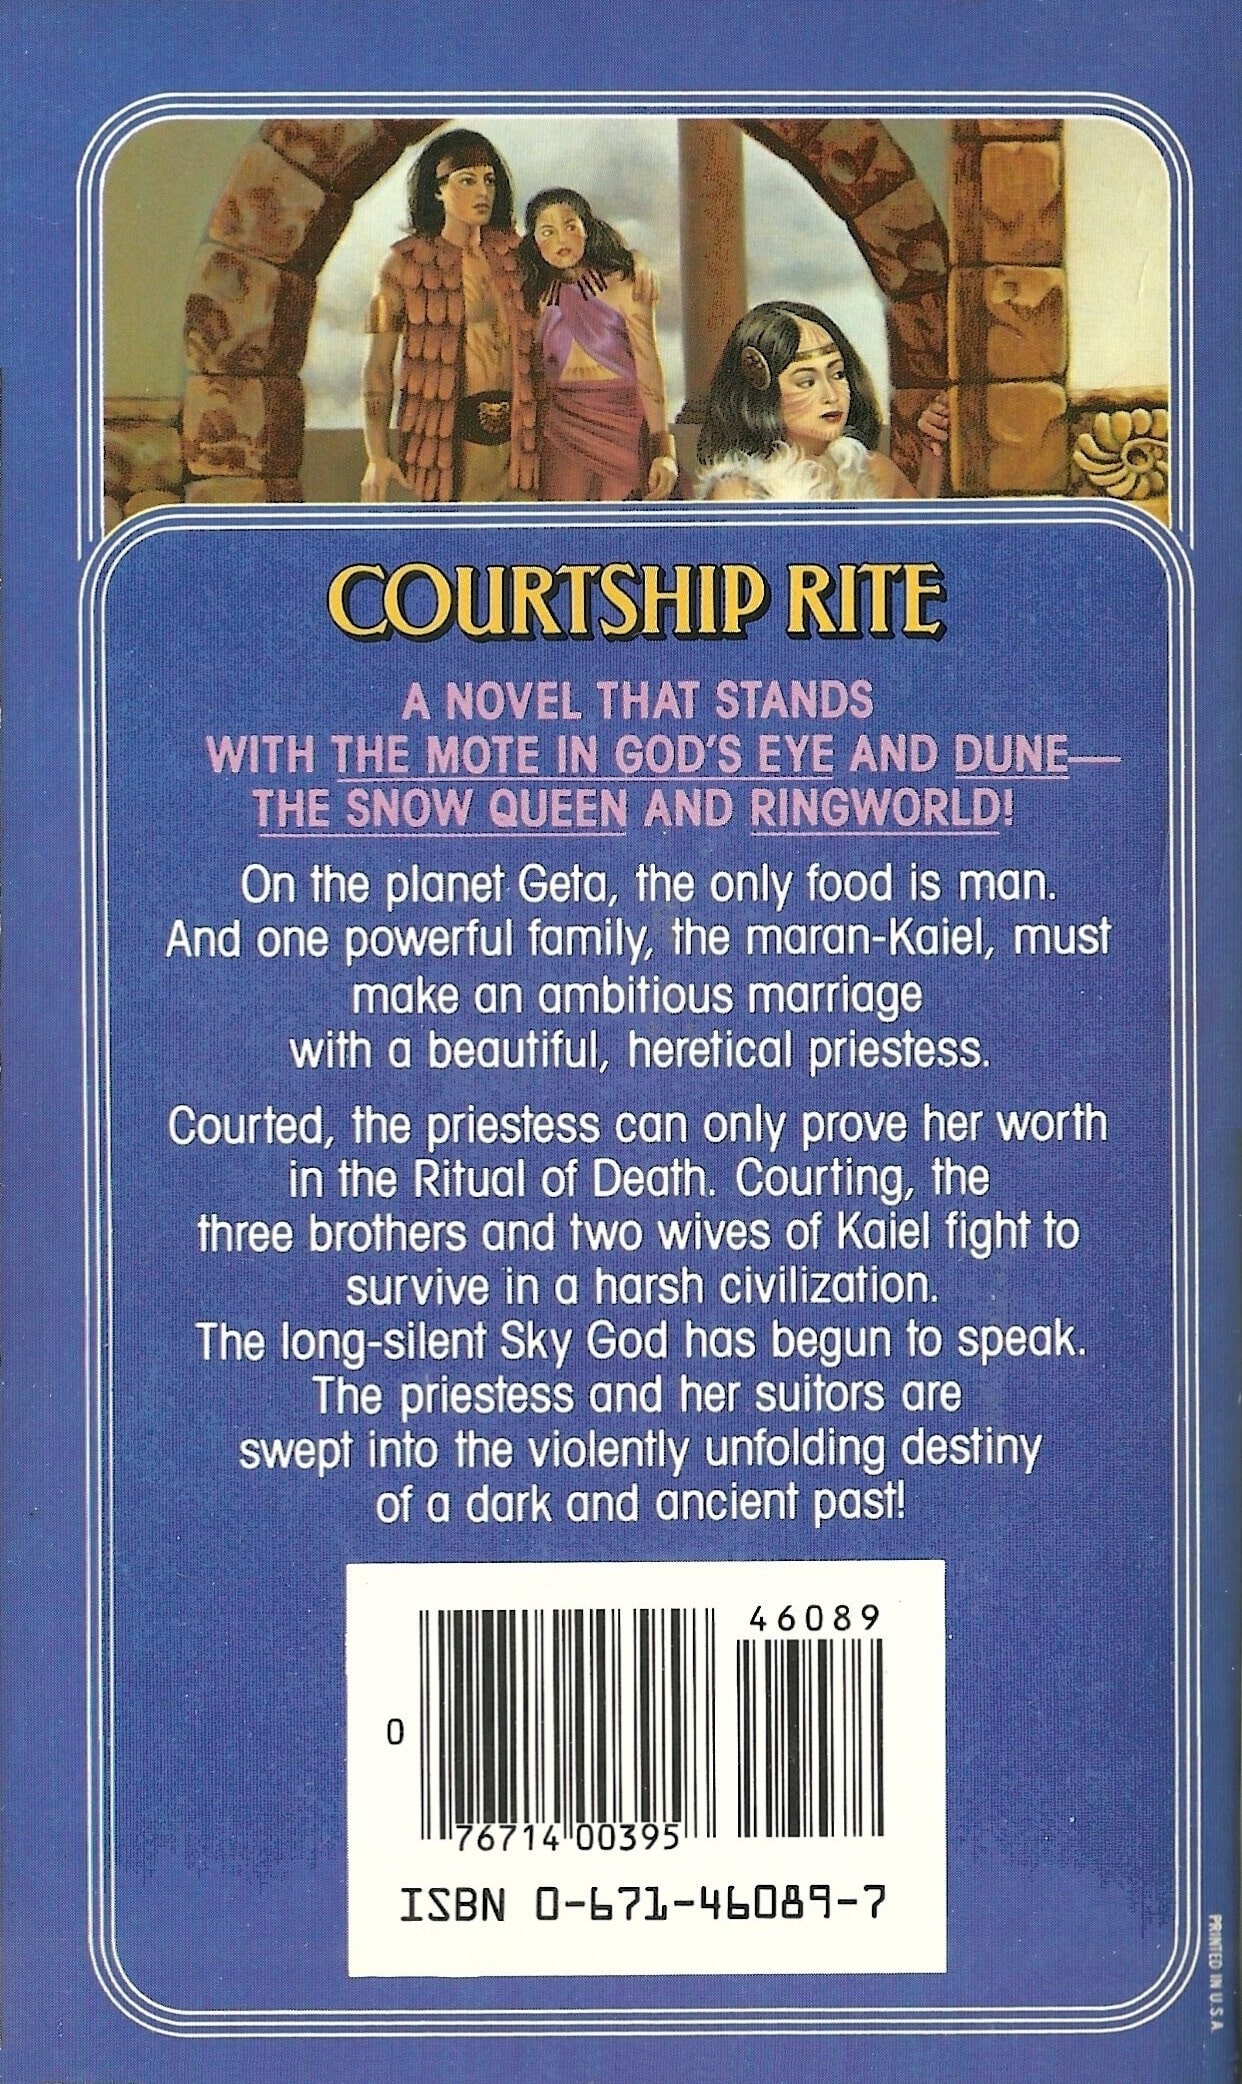 COURTSHIP RITE
A NOVEL THAT STANDS
WITH THE MOTE IN GOD'S EYE AND DUNE—
THE SNOW QUEEN AND RINGWORLD!
On the planet Geta, the only food is man.
And one powerful family, the maran-Kaiel, must
make an ambitious marriage
with a beautiful, heretical priestess.
Courted, the priestess can only prove her worth
in the Ritual of Death. Courting, the
three brothers and two wives of Kaiel fight to
survive in a harsh civilization.
The long-silent Sky God has begun to speak.
The priestess and her suitors are
swept into the violently unfolding destiny
of a dark and ancient past!
46089
0
76714 00395
ISBN 0-671-46089-7
PRINTED IN U.S.A.